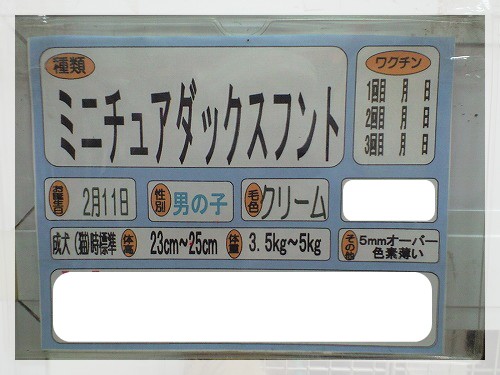 種類
ミニチュアダックスフント
ワクチン
1回目 月 日
2回目 月 日
3回目 月 日
お誕生日 2月11日
性別 男の子
毛色 クリーム
成犬(猫)時標準 体高 23cm~25cm 体重 3.5kg~5kg
その他 5mmオーバー
色素薄い